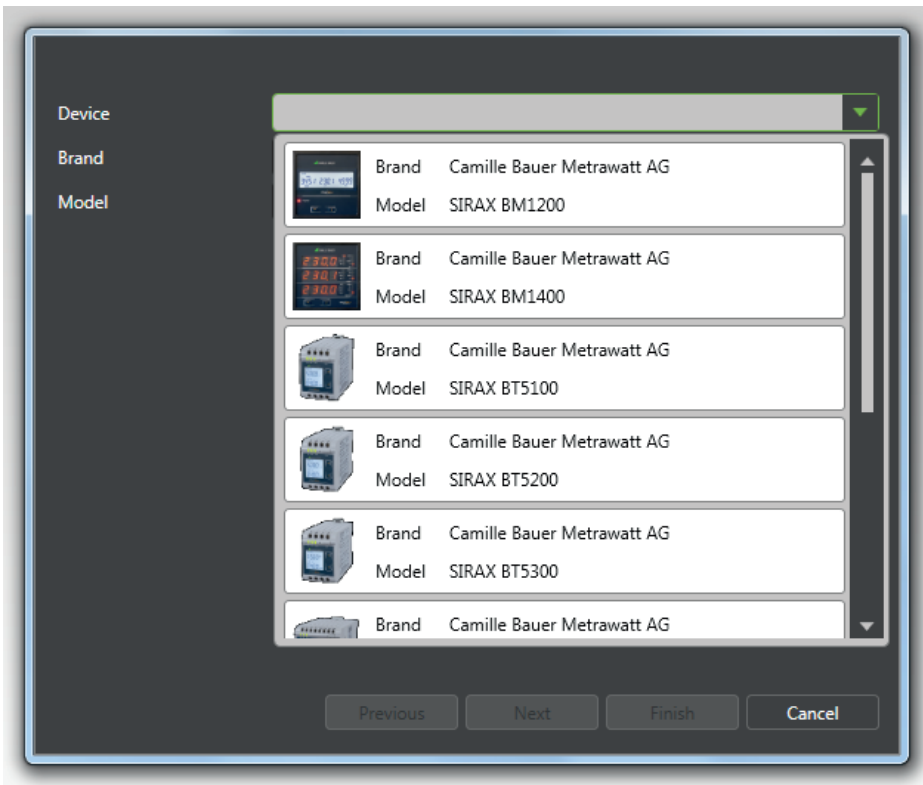 Device
Brand
Model
Brand Camille Bauer Metrawatt AG
Model SIRAX BM1200
Brand Camille Bauer Metrawatt AG
Model SIRAX BM1400
Brand Camille Bauer Metrawatt AG
Model SIRAX BT5100
Brand Camille Bauer Metrawatt AG
Model SIRAX BT5200
Brand Camille Bauer Metrawatt AG
Model SIRAX BT5300
Brand Camille Bauer Metrawatt AG
Previous Next Finish Cancel